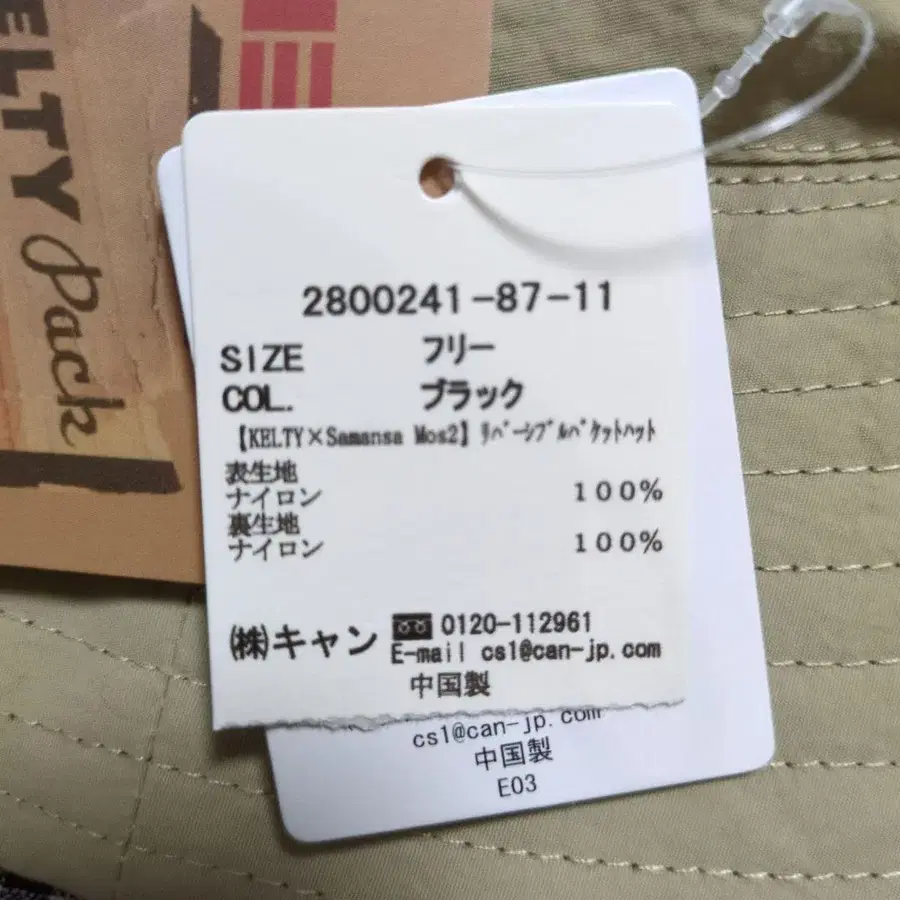 ELTY
Pack
2800241-87-11
SIZE フリー
COL. ブラック
【KELTY×Samansa Mos2】ﾘﾊﾞｰｼﾌﾞﾙﾊﾞｹｯﾄﾊｯﾄ
表生地
ナイロン 100%
裏生地
ナイロン 100%
㈱キャン 0120-112961
E-mail cs1@can-jp.com
中国製
cs1@can-jp.com
中国製
E03